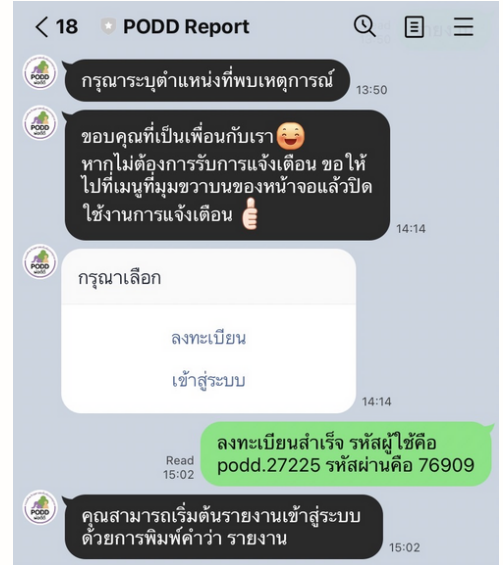 18 PODD Report
กรุณาระบุตำแหน่งที่พบเหตุการณ์
13:50
ขอบคุณที่เป็นเพื่อนกับเรา
หากไม่ต้องการรับการแจ้งเตือน ขอให้
ไปที่เมนูที่มุมขวาบนของหน้าจอแล้วปิด
ใช้งานการแจ้งเตือน
14:14
กรุณาเลือก
ลงทะเบียน
เข้าสู่ระบบ
14:14
ลงทะเบียนสำเร็จ รหัสผู้ใช้คือ
podd.27225 รหัสผ่านคือ 76909
Read
15:02
คุณสามารถเริ่มต้นรายงานเข้าสู่ระบบ
ด้วยการพิมพ์คำว่า รายงาน
15:02